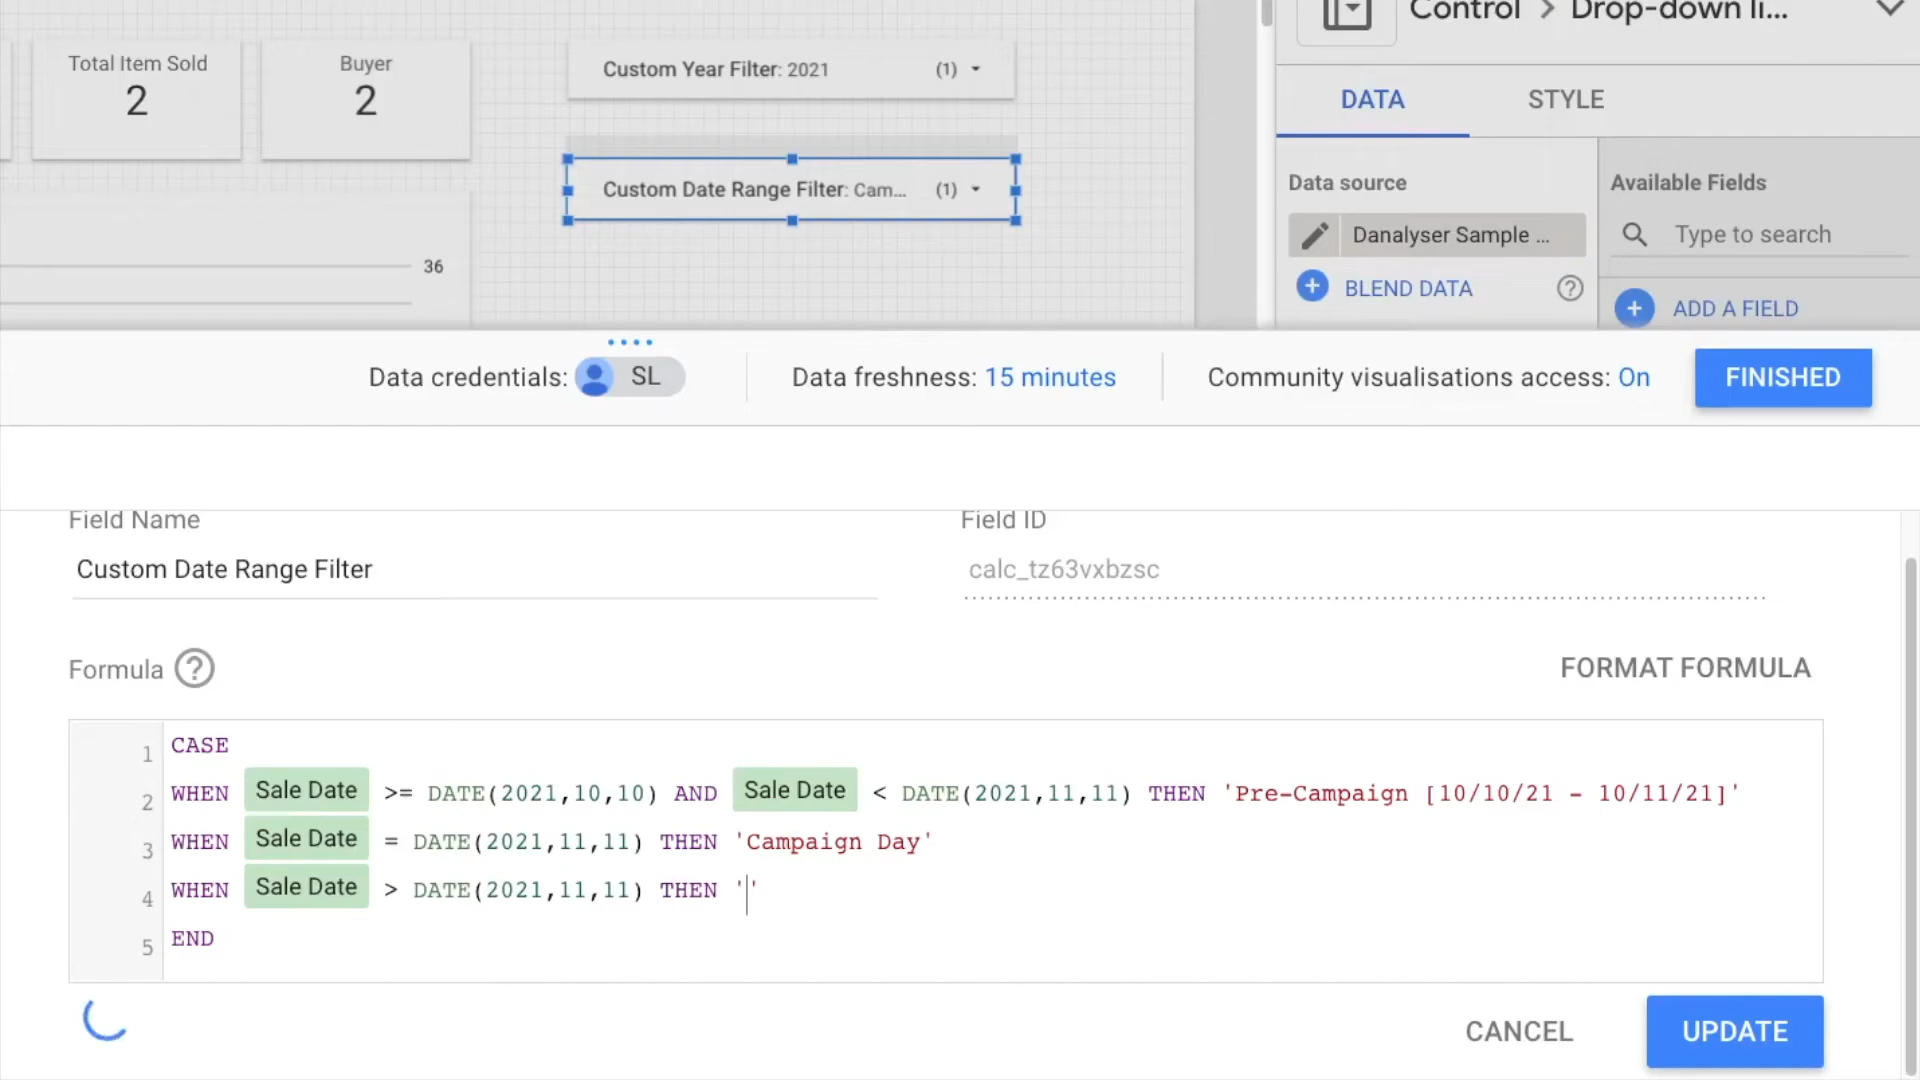 Control > Drop-down li...
Total Item Sold
2
Buyer
2
Custom Year Filter: 2021 (1)
DATA STYLE
Custom Date Range Filter: Cam... (1)
Data source
Available Fields
Danalyser Sample ...
Type to search
36
BLEND DATA
ADD A FIELD
Data credentials: SL
Data freshness: 15 minutes
Community visualisations access: On
FINISHED
Field Name
Field ID
Custom Date Range Filter
calc_tz63vxbzsc
Formula
FORMAT FORMULA
1 CASE
2 WHEN Sale Date >= DATE(2021,10,10) AND Sale Date < DATE(2021,11,11) THEN 'Pre-Campaign [10/10/21 - 10/11/21]'
3 WHEN Sale Date = DATE(2021,11,11) THEN 'Campaign Day'
4 WHEN Sale Date > DATE(2021,11,11) THEN ''
5 END
CANCEL
UPDATE